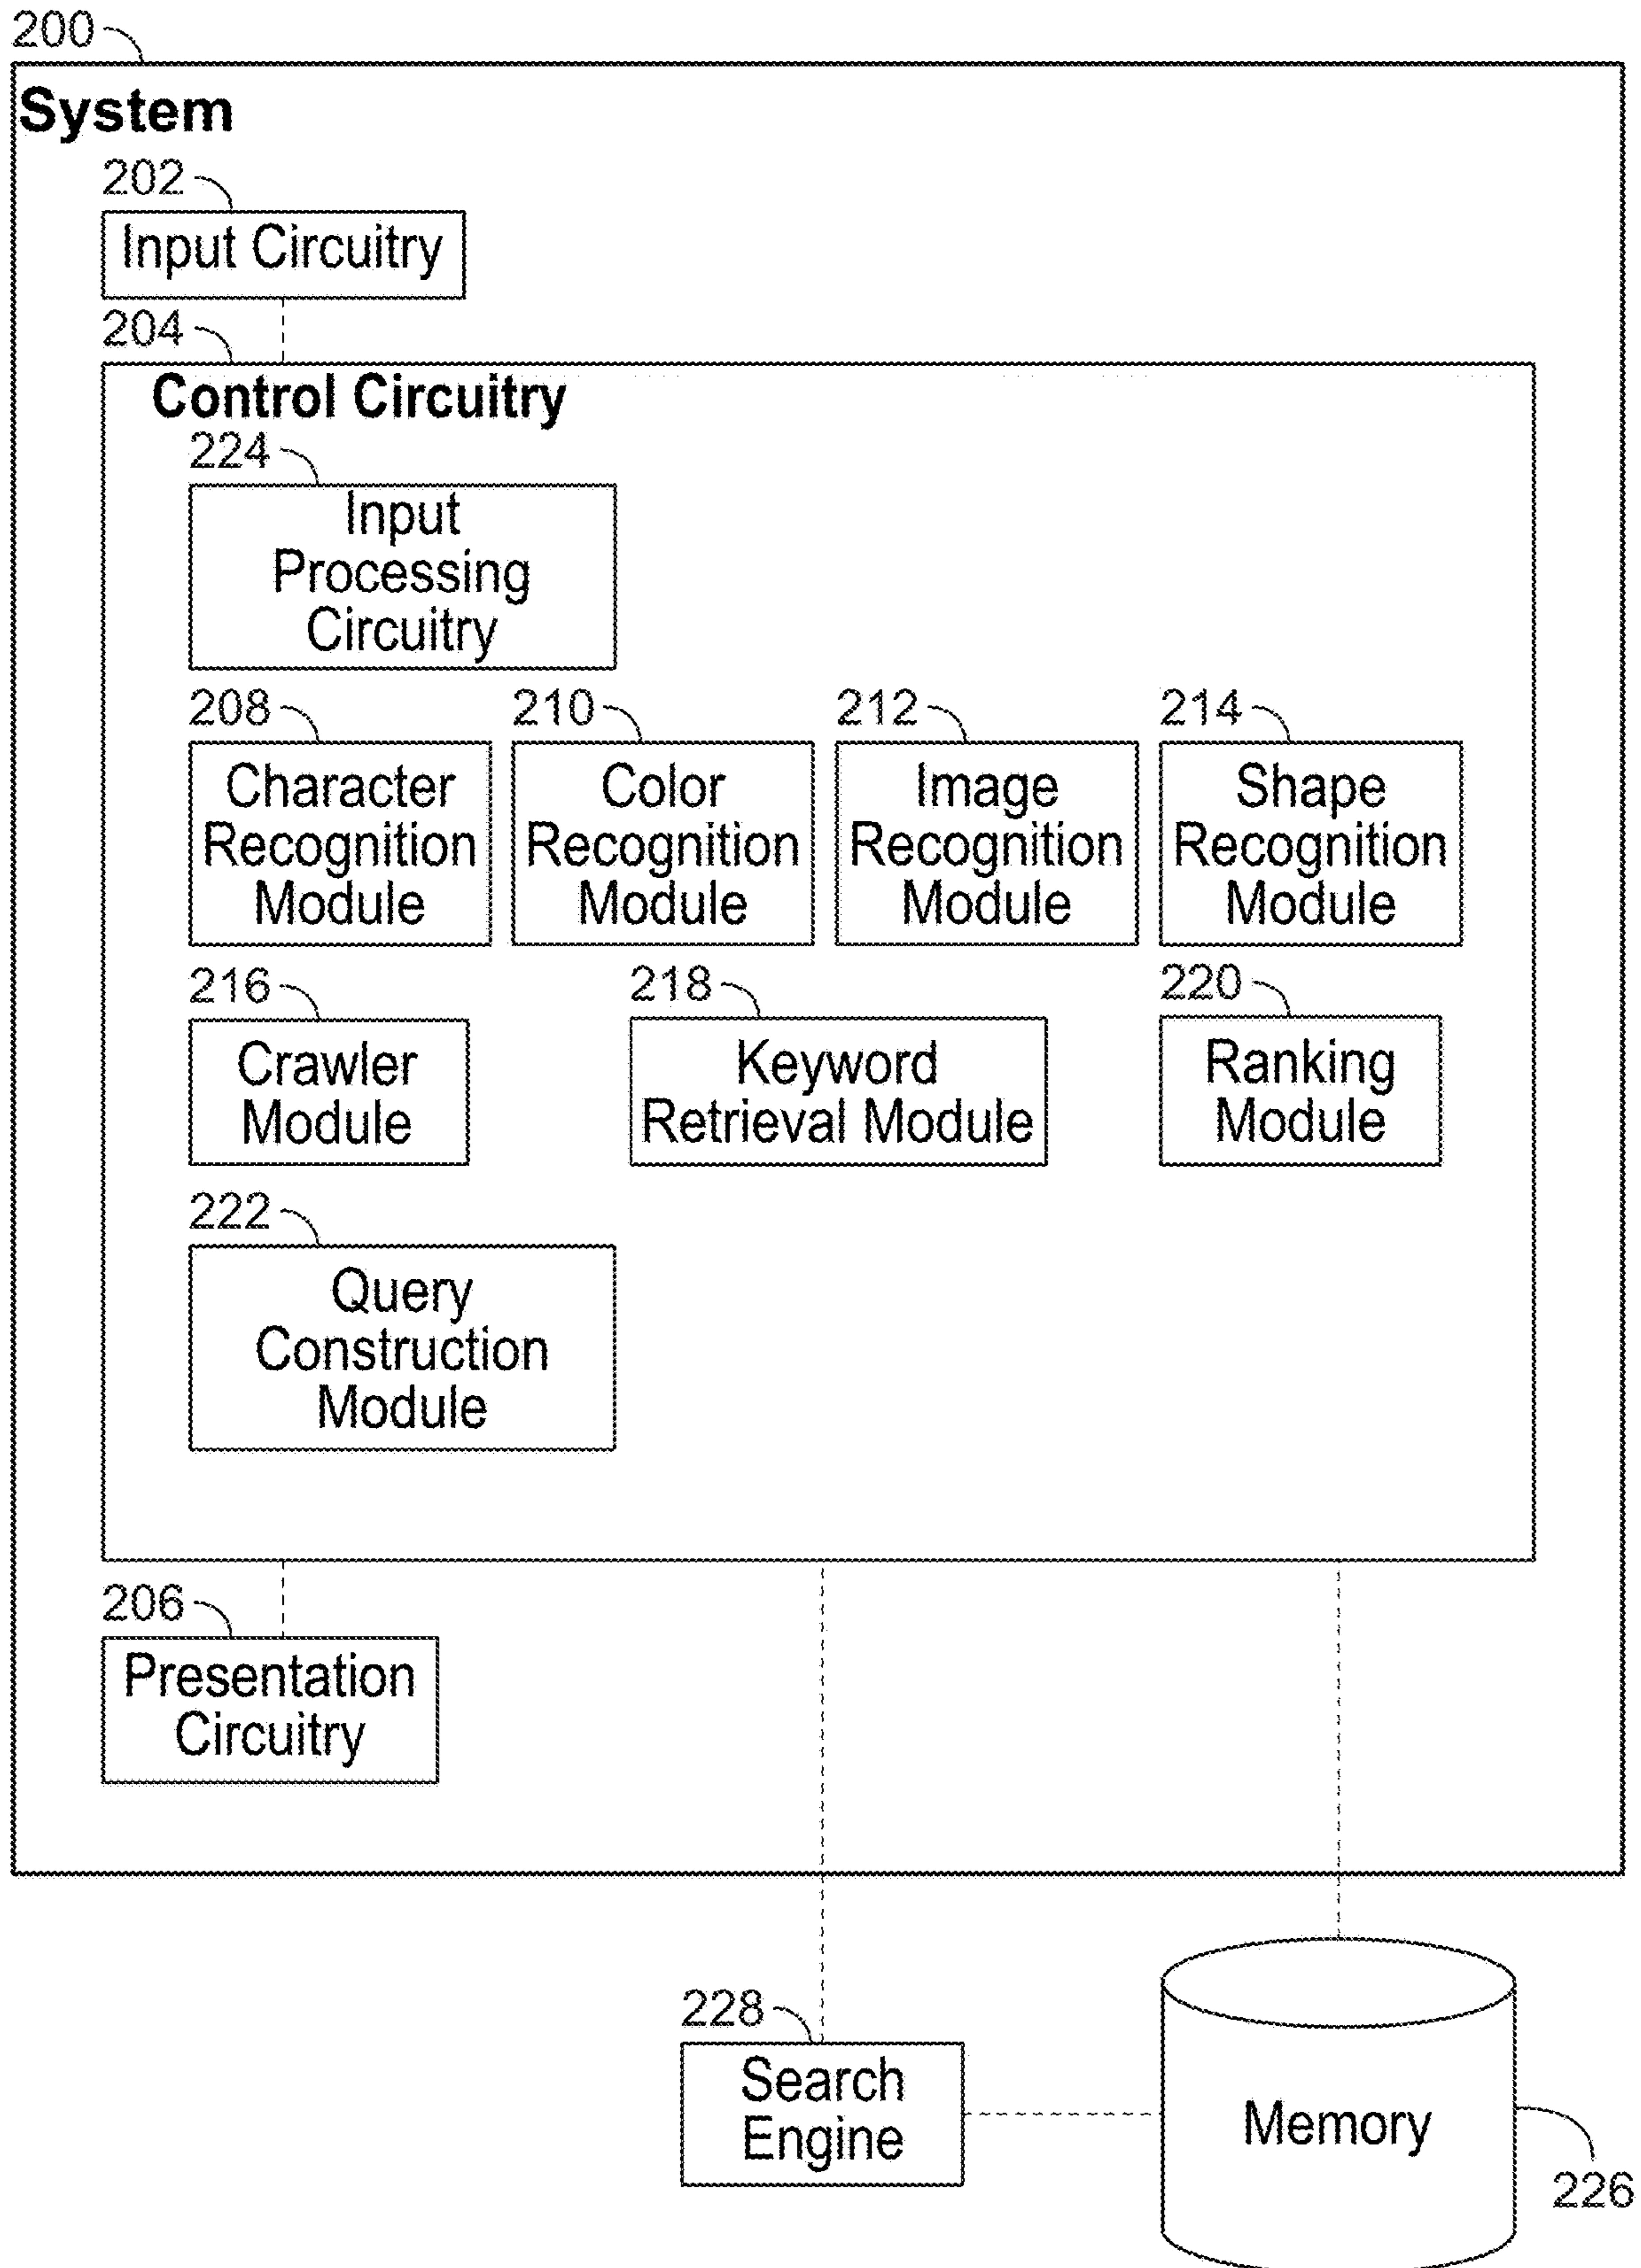 200
System
202
Input Circuitry
204
Control Circuitry
224
Input
Processing
Circuitry
208
Character
Recognition
Module
210
Color
Recognition
Module
212
Image
Recognition
Module
214
Shape
Recognition
Module
216
Crawler
Module
218
Keyword
Retrieval Module
220
Ranking
Module
222
Query
Construction
Module
206
Presentation
Circuitry
228
Search
Engine
Memory
226